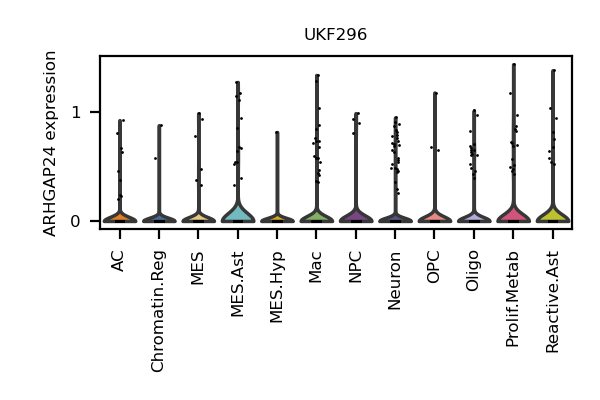 UKF296
ARHGAP24 expression
1
0
AC
Chromatin.Reg
MES
MES.Ast
MES.Hyp
Mac
NPC
Neuron
OPC
Oligo
Prolif.Metab
Reactive.Ast